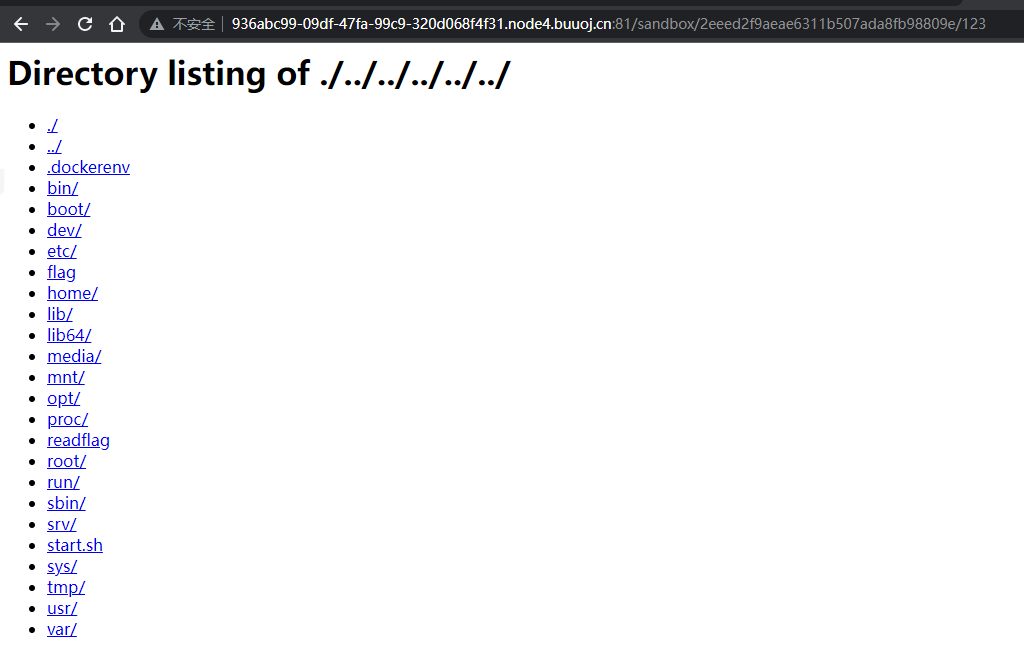 不安全 936abc99-09df-47fa-99c9-320d068f4f31.node4.buuoj.cn:81/sandbox/2eeed2f9aeae6311b507ada8fb98809e/123
Directory listing of ./../../../../../
./
../
.dockerenv
bin/
boot/
dev/
etc/
flag
home/
lib/
lib64/
media/
mnt/
opt/
proc/
readflag
root/
run/
sbin/
srv/
start.sh
sys/
tmp/
usr/
var/